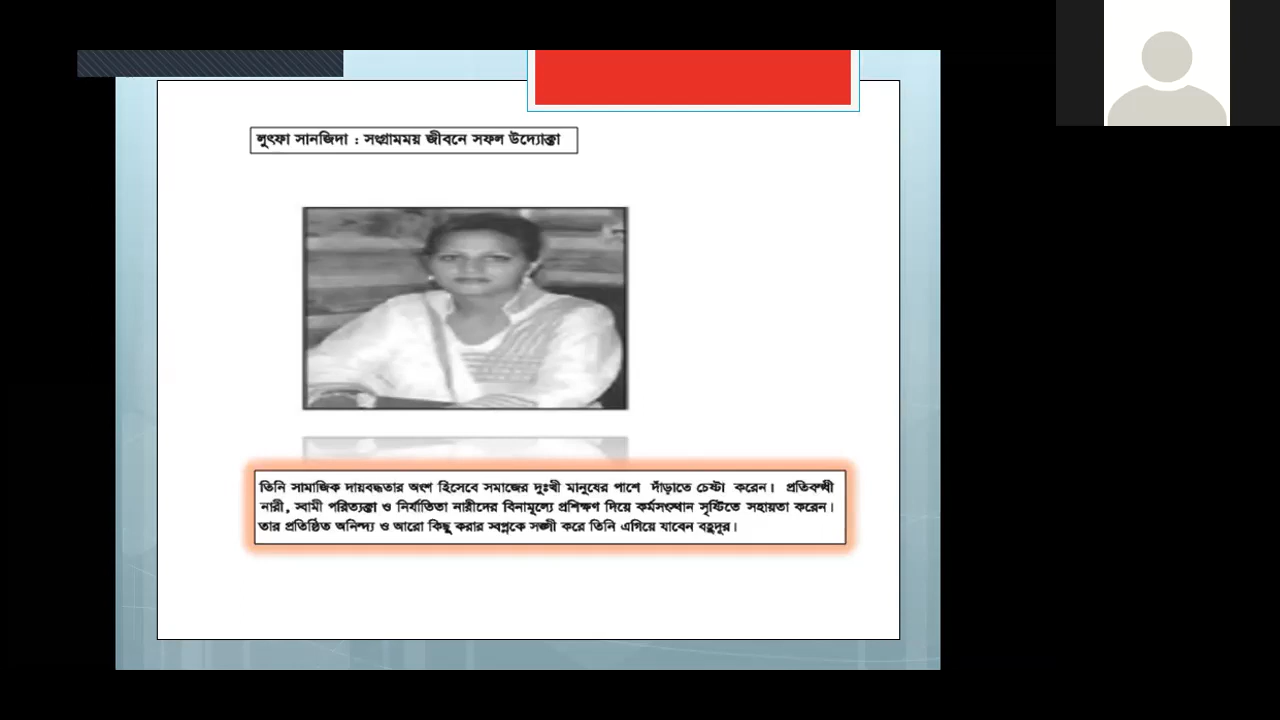 লুৎফা সানজিদা : সংগ্রামময় জীবনে সফল উদ্যোক্তা
তিনি সামাজিক দায়বদ্ধতার অংশ হিসেবে সমাজের দুঃখী মানুষের পাশে দাঁড়াতে চেষ্টা করেন। প্রতিবন্ধী
নারী, স্বামী পরিত্যক্তা ও নির্যাতিতা নারীদের বিনামূল্যে প্রশিক্ষণ দিয়ে কর্মসংস্থান সৃষ্টিতে সহায়তা করেন।
তার প্রতিষ্ঠিত অনিন্দ্য ও আরো কিছু করার স্বপ্নকে সঙ্গী করে তিনি এগিয়ে যাবেন বহুদূর।